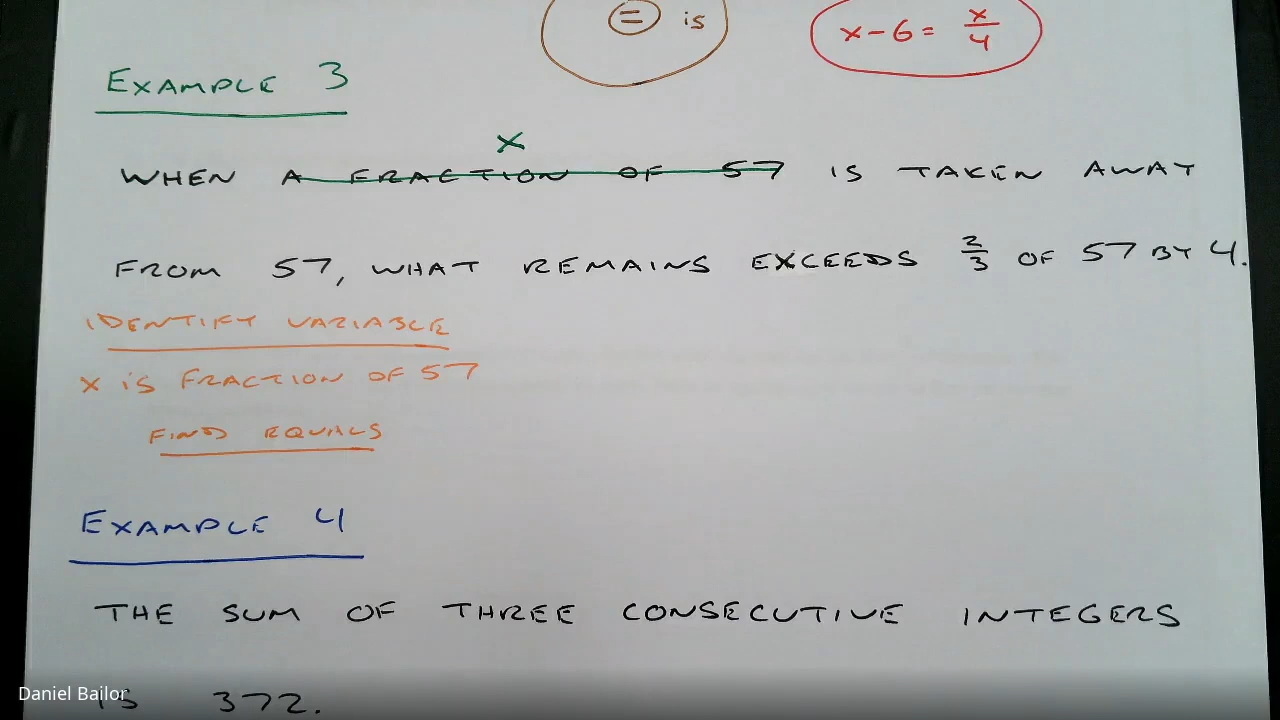 = is
x - 6 = x/4
EXAMPLE 3
X
WHEN A FRACTION OF 57 IS TAKEN AWAY
FROM 57, WHAT REMAINS EXCEEDS 2/3 OF 57 BY 4.
IDENTIFY VARIABLE
X IS FRACTION OF 57
FIND EQUALS
EXAMPLE 4
THE SUM OF THREE CONSECUTIVE INTEGERS
IS 372.
Daniel Bailor